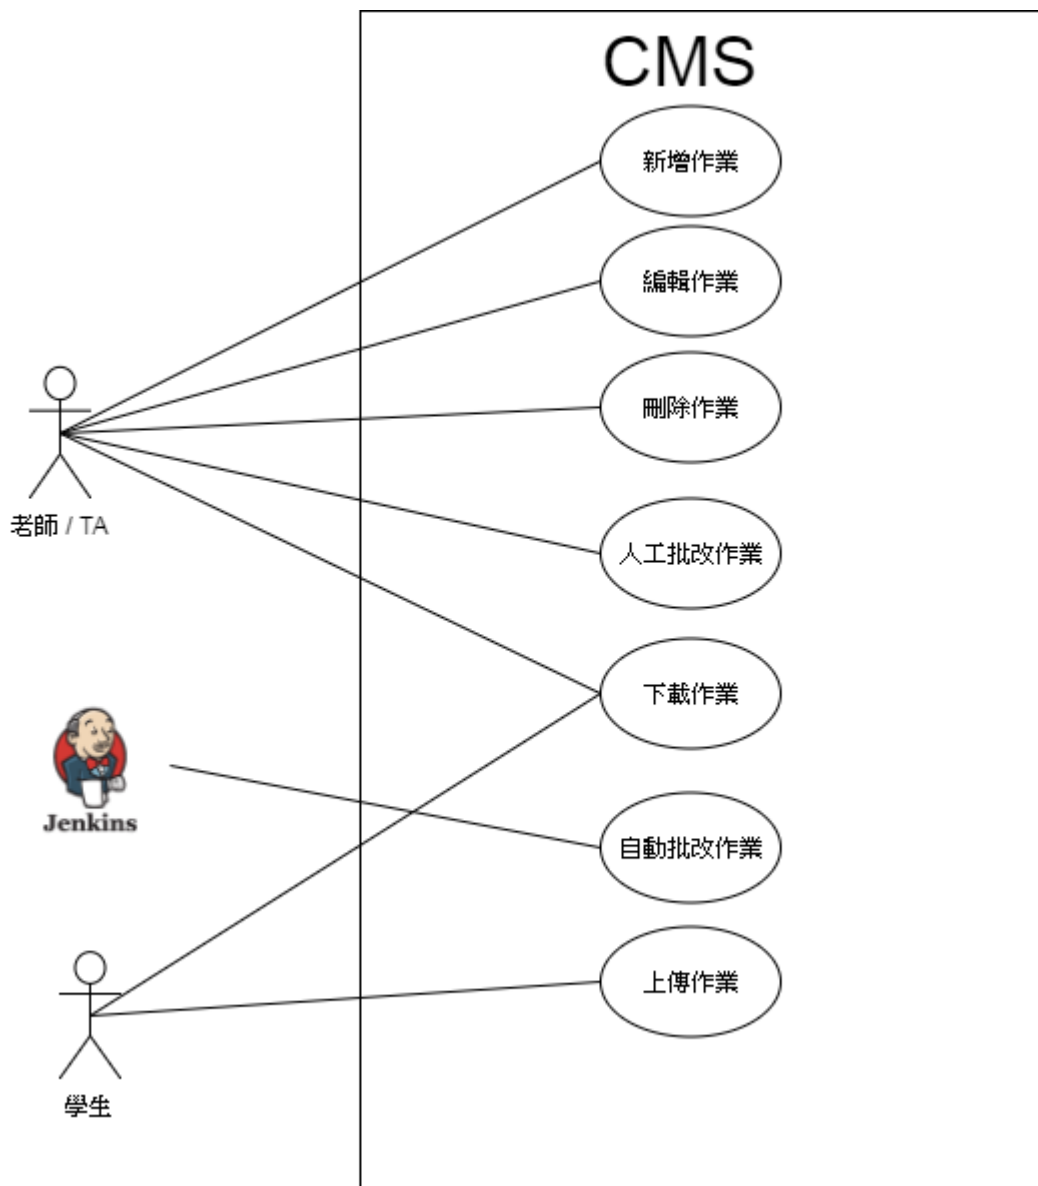 CMS
新增作業
編輯作業
刪除作業
老師 / TA
人工批改作業
下載作業
Jenkins
自動批改作業
上傳作業
學生